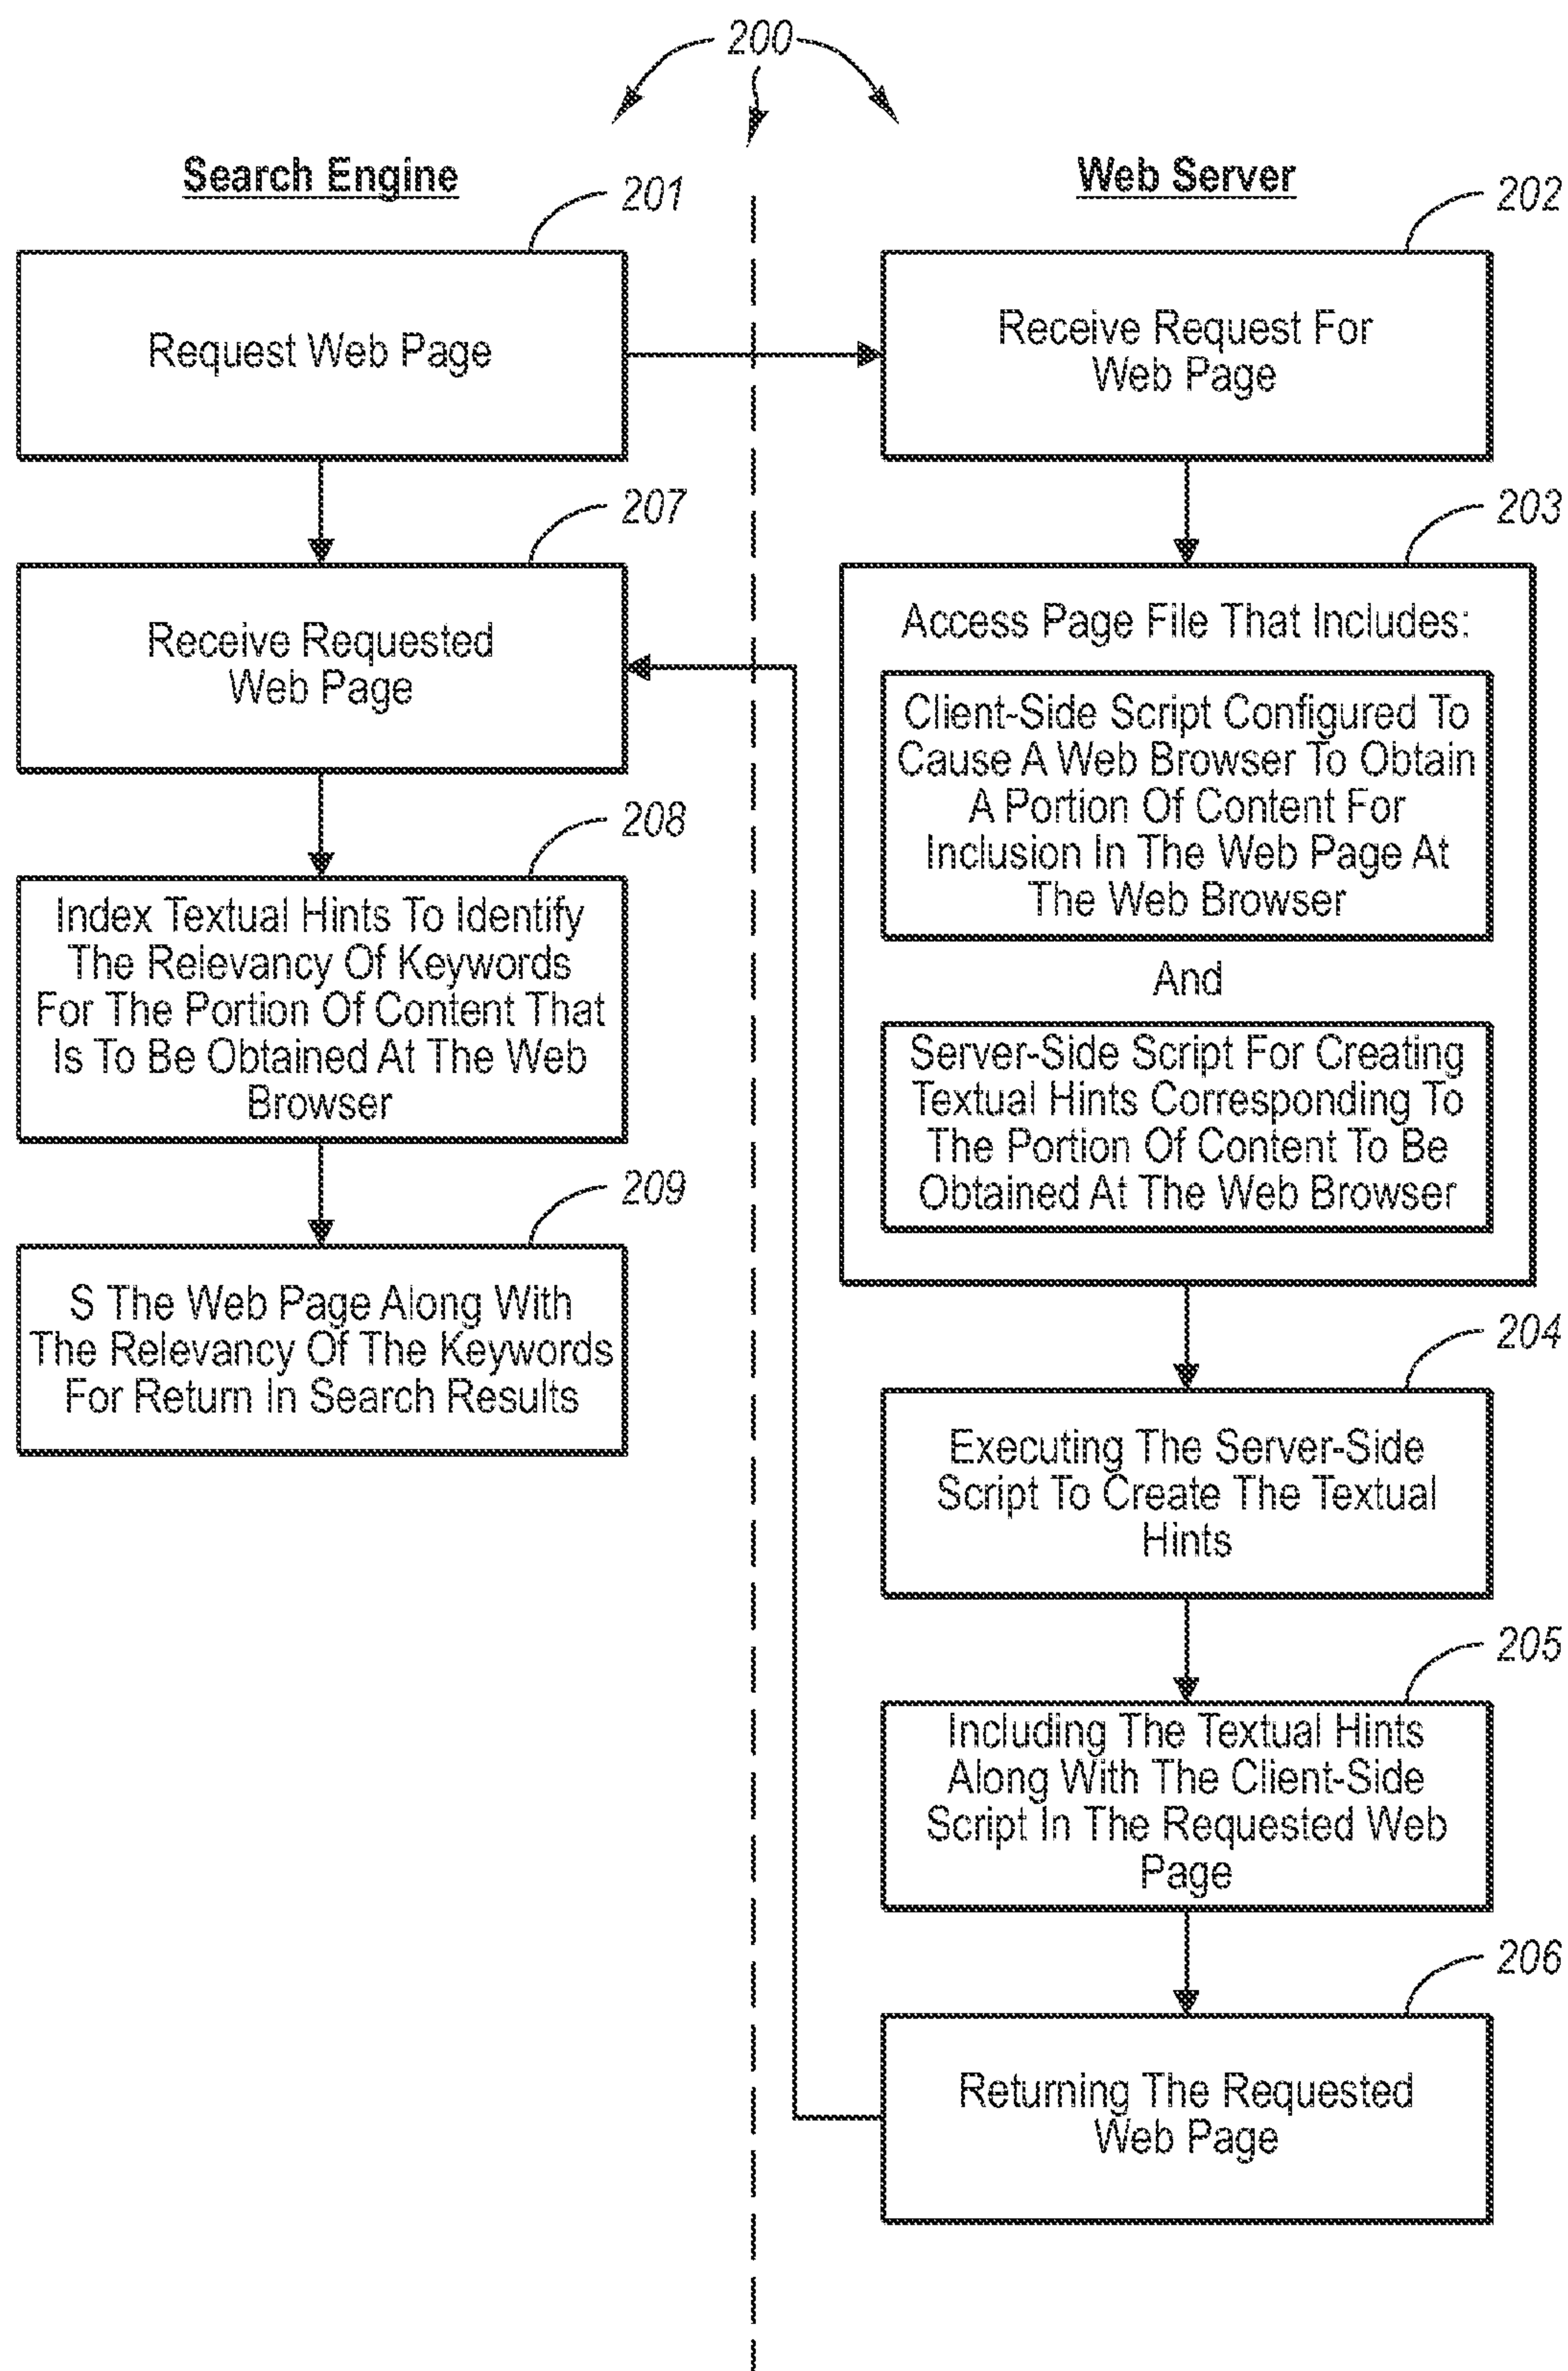 200
Search Engine
201
Request Web Page
207
Receive Requested
Web Page
208
Index Textual Hints To Identify
The Relevancy Of Keywords
For The Portion Of Content That
Is To Be Obtained At The Web
Browser
209
S The Web Page Along With
The Relevancy Of The Keywords
For Return In Search Results
Web Server
202
Receive Request For
Web Page
203
Access Page File That Includes:
Client-Side Script Configured To
Cause A Web Browser To Obtain
A Portion Of Content For
Inclusion In The Web Page At
The Web Browser
And
Server-Side Script For Creating
Textual Hints Corresponding To
The Portion Of Content To Be
Obtained At The Web Browser
204
Executing The Server-Side
Script To Create The Textual
Hints
205
Including The Textual Hints
Along With The Client-Side
Script In The Requested Web
Page
206
Returning The Requested
Web Page